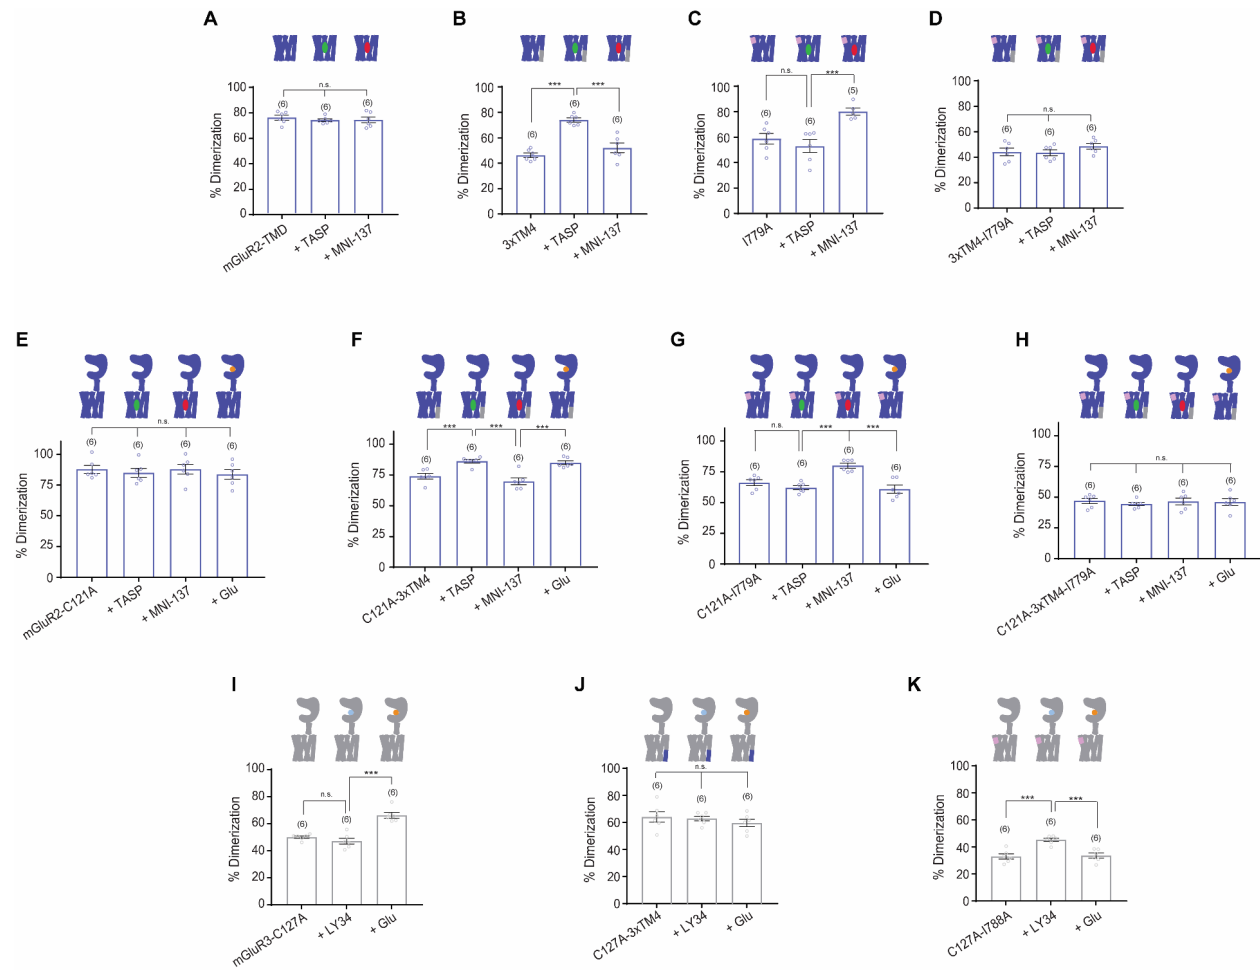 A
B
C
D
n.s.
(6)
(6)
(6)
% Dimerization
100
80
60
40
20
0
mGluR2-TMD
+ TASP
+ MNI-137
***
***
(6)
(6)
(6)
% Dimerization
100
80
60
40
20
0
3xTM4
+ TASP
+ MNI-137
n.s.
***
(6)
(6)
(5)
% Dimerization
100
80
60
40
20
0
I779A
+ TASP
+ MNI-137
n.s.
(6)
(6)
(6)
% Dimerization
100
80
60
40
20
0
3xTM4-I779A
+ TASP
+ MNI-137
E
F
G
H
n.s.
(6)
(6)
(6)
(6)
% Dimerization
100
75
50
25
0
mGluR2-C121A
+ TASP
+ MNI-137
+ Glu
***
***
***
(6)
(6)
(6)
(6)
% Dimerization
100
75
50
25
0
C121A-3xTM4
+ TASP
+ MNI-137
+ Glu
n.s.
***
***
(6)
(6)
(6)
(6)
% Dimerization
100
75
50
25
0
C121A-I779A
+ TASP
+ MNI-137
+ Glu
n.s.
(6)
(6)
(6)
(6)
% Dimerization
100
75
50
25
0
C121A-3xTM4-I779A
+ TASP
+ MNI-137
+ Glu
I
J
K
n.s.
***
(6)
(6)
(6)
% Dimerization
100
80
60
40
20
0
mGluR3-C127A
+ LY34
+ Glu
n.s.
(6)
(6)
(6)
% Dimerization
100
80
60
40
20
0
C127A-3xTM4
+ LY34
+ Glu
***
***
(6)
(6)
(6)
% Dimerization
100
80
60
40
20
0
C127A-I788A
+ LY34
+ Glu